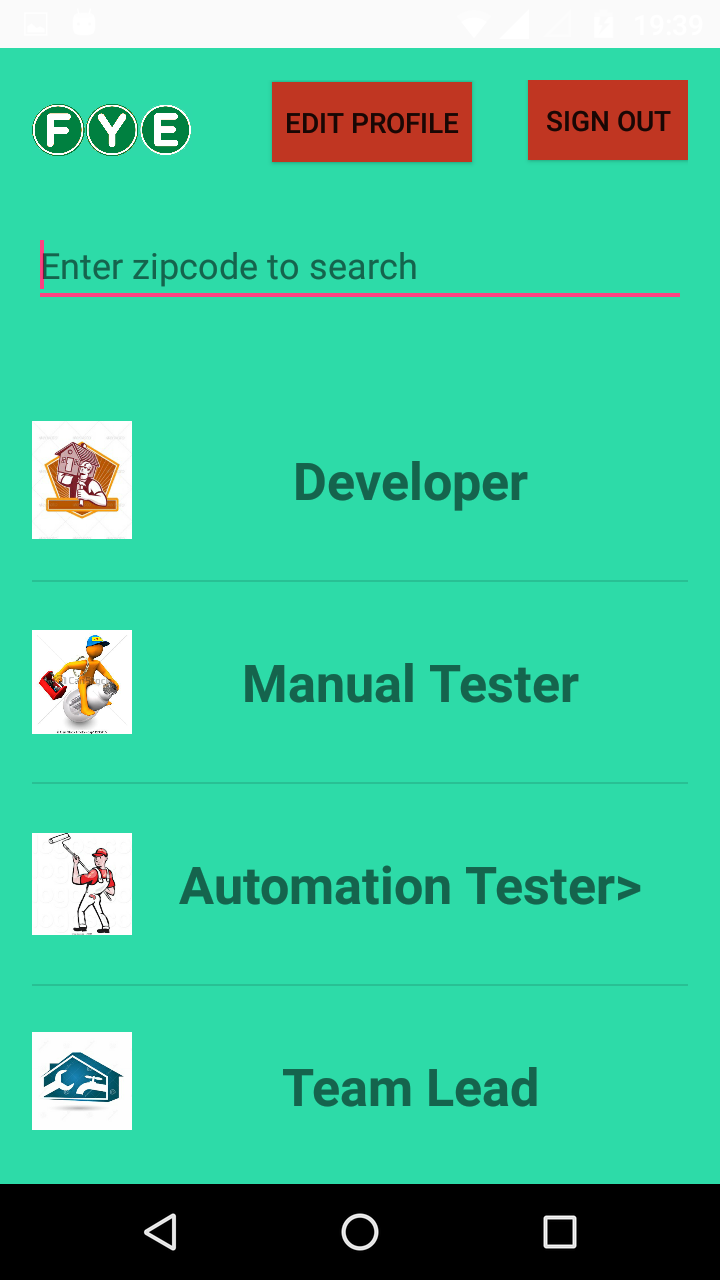 19:39
FYE
EDIT PROFILE
SIGN OUT
Enter zipcode to search
Developer
Manual Tester
Automation Tester>
Team Lead